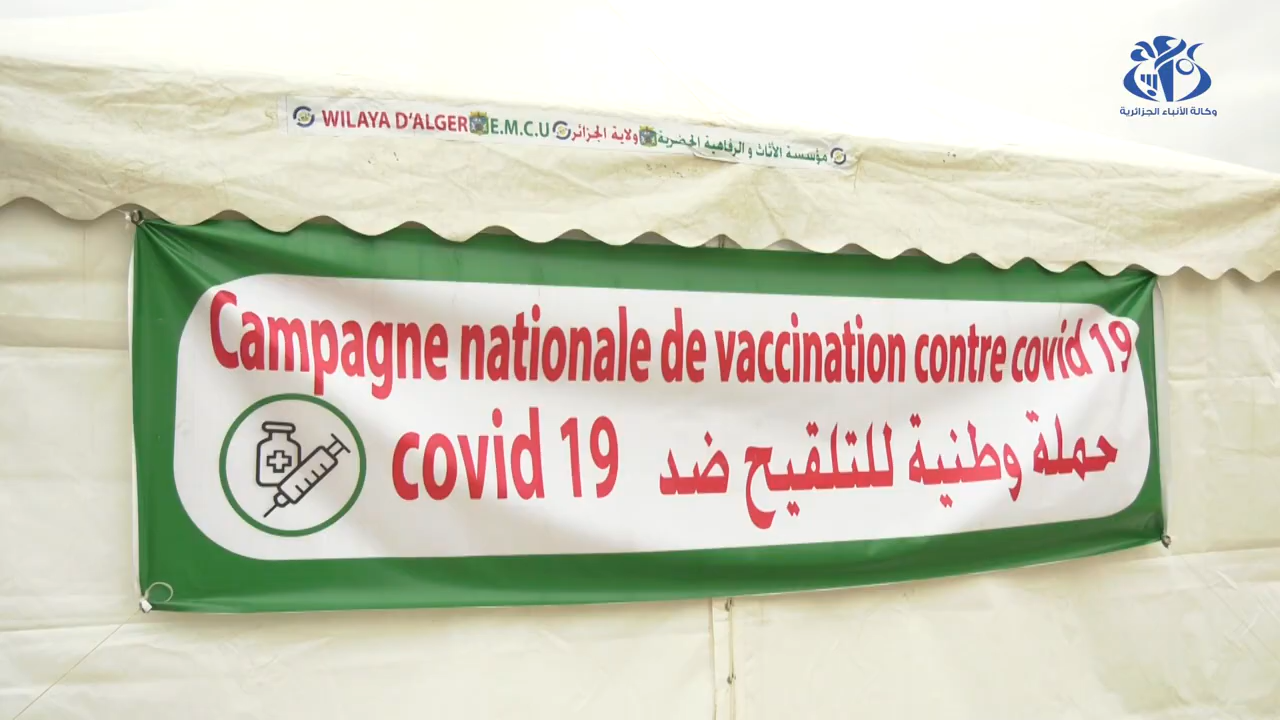 وكالة الأنباء الجزائرية
WILAYA D'ALGER E.M.C.U ولاية الجزائر مؤسسة الأثاث و الرفاهية الحضرية
Campagne nationale de vaccination contre covid 19
حملة وطنية للتلقيح ضد covid 19